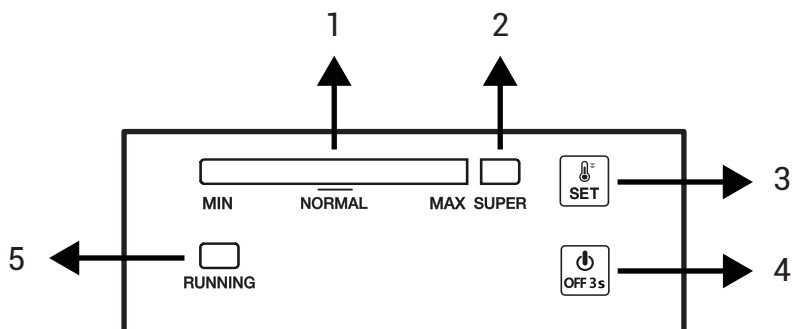 1 2
SET 3
MIN NORMAL MAX SUPER
5 RUNNING OFF 3s 4